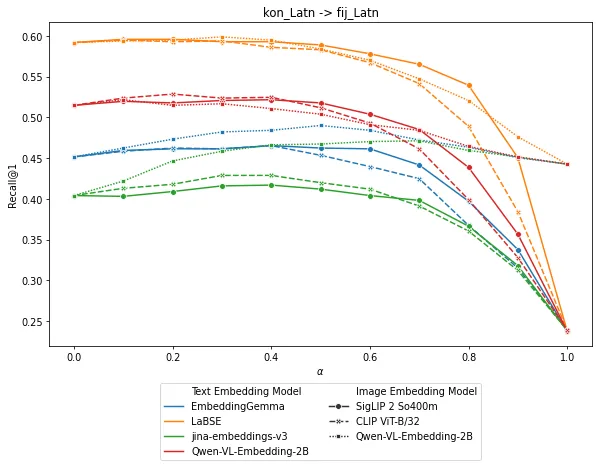 kon_Latn -> fij_Latn
Recall@1
0.60
0.55
0.50
0.45
0.40
0.35
0.30
0.25
0.0 0.2 0.4 0.6 0.8 1.0
α
Text Embedding Model
EmbeddingGemma
LaBSE
jina-embeddings-v3
Qwen-VL-Embedding-2B
Image Embedding Model
SigLIP 2 So400m
CLIP ViT-B/32
Qwen-VL-Embedding-2B